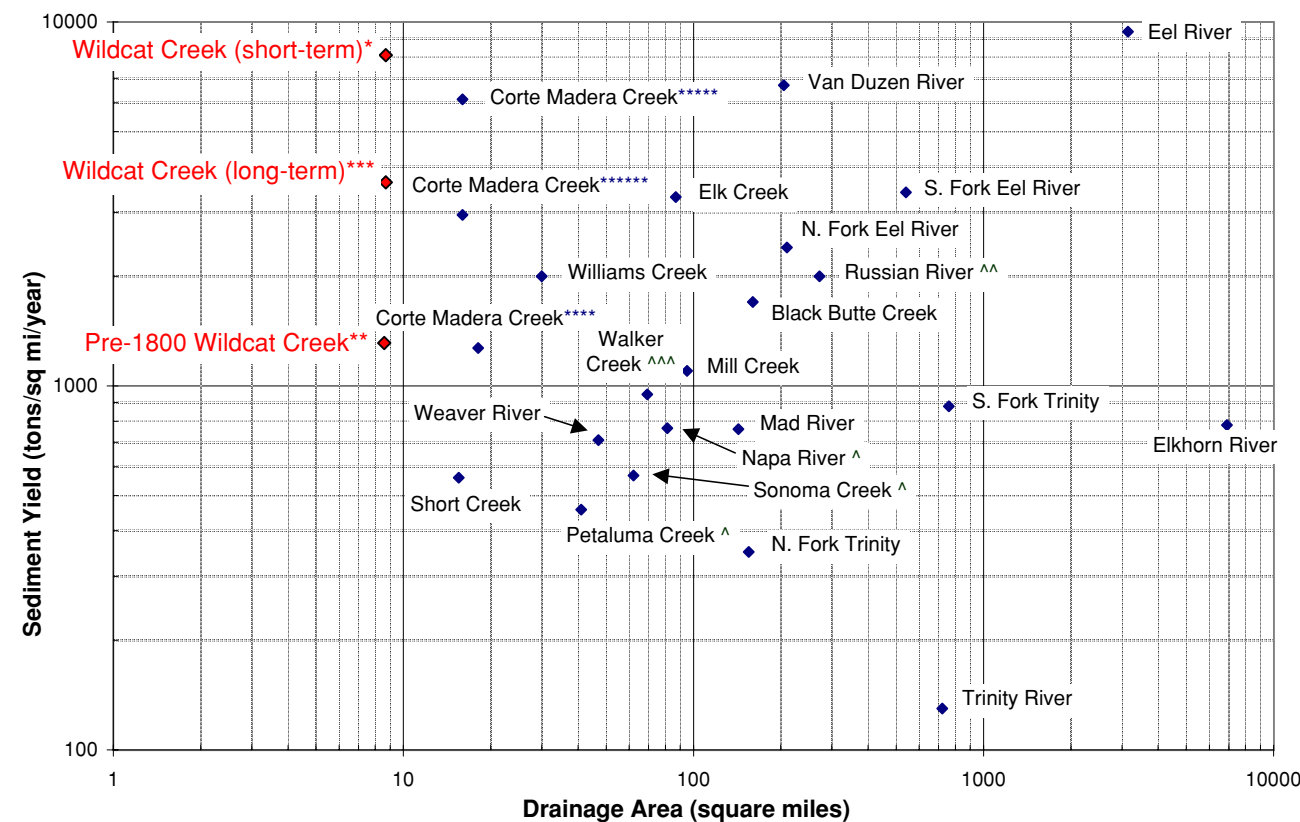 10000
Eel River
Wildcat Creek (short-term)*
Van Duzen River
Corte Madera Creek*****
Wildcat Creek (long-term)***
Corte Madera Creek******
Elk Creek
S. Fork Eel River
N. Fork Eel River
Williams Creek
Russian River ^^
Black Butte Creek
Corte Madera Creek****
Pre-1800 Wildcat Creek**
Walker
Creek ^^^
Mill Creek
1000
S. Fork Trinity
Weaver River
Mad River
Elkhorn River
Napa River ^
Sonoma Creek ^
Short Creek
Petaluma Creek ^
N. Fork Trinity
Trinity River
100
Sediment Yield (tons/sq mi/year)
1
10
100
1000
10000
Drainage Area (square miles)